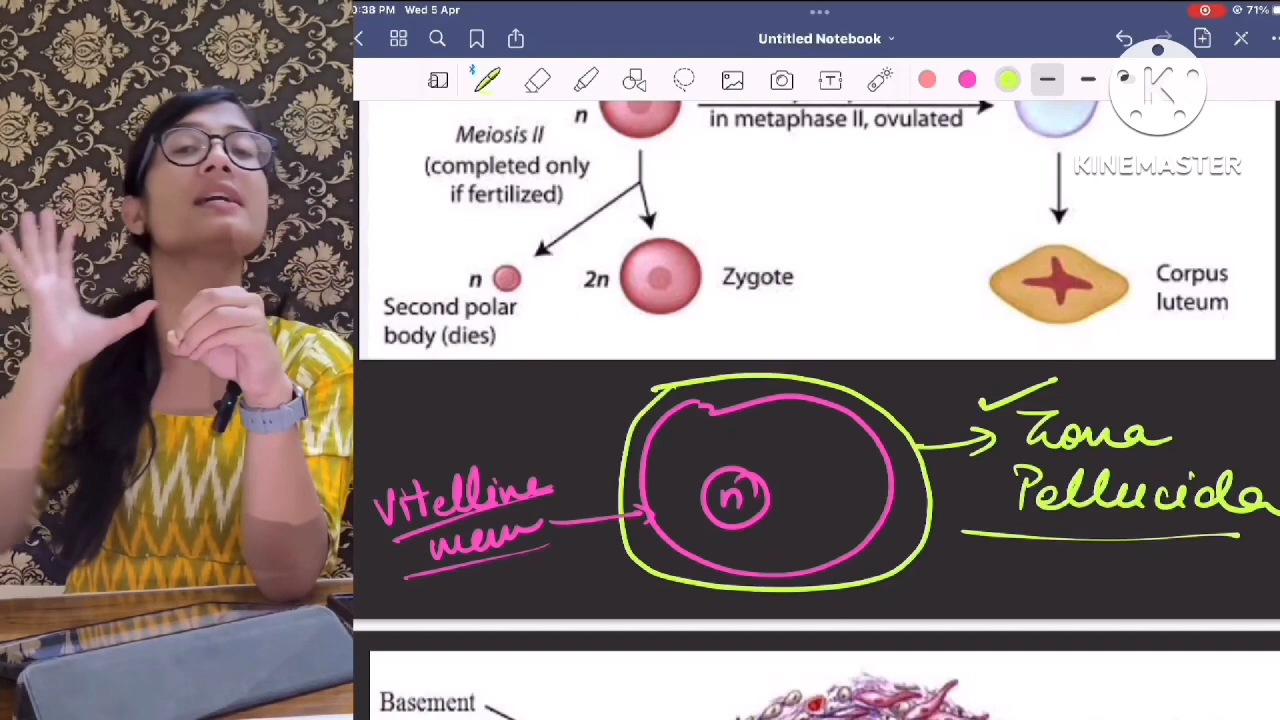 0:38 PM Wed 5 Apr
71%
Untitled Notebook
KINEMASTER
n
in metaphase II, ovulated
Meiosis II
(completed only
if fertilized)
n
2n
Zygote
Second polar
body (dies)
Corpus
luteum
Vitelline
mem
n
Zona
Pellucida
Basement